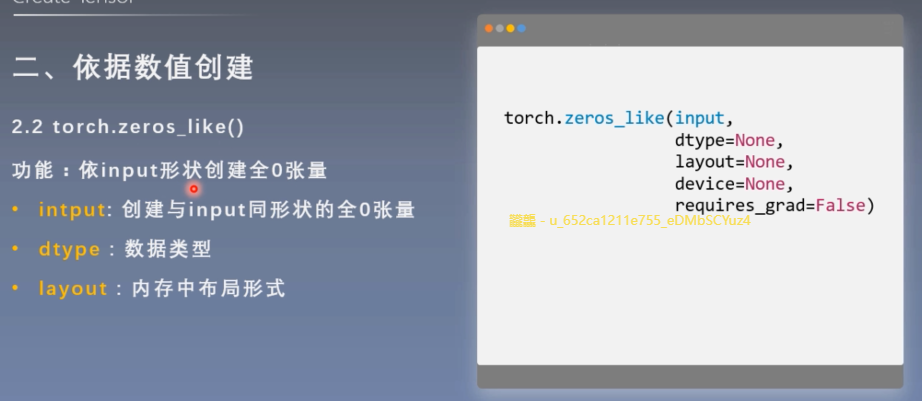 Create Tensor
二、依据数值创建
2.2 torch.zeros_like()
功能：依input形状创建全0张量
• intput: 创建与input同形状的全0张量
• dtype : 数据类型
• layout : 内存中布局形式
torch.zeros_like(input,
dtype=None,
layout=None,
device=None,
requires_grad=False)
- u_652ca1211e755_eDMbSCYuz4